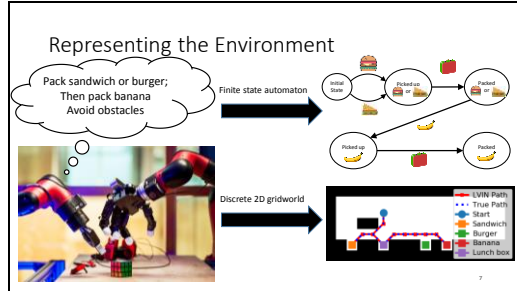 Representing the Environment
Pack sandwich or burger;
Then pack banana
Avoid obstacles
Finite state automaton
Initial
State
Picked up
or
Packed
or
Picked up
Packed
Discrete 2D gridworld
LVIN Path
True Path
Start
Sandwich
Burger
Banana
Lunch box
7